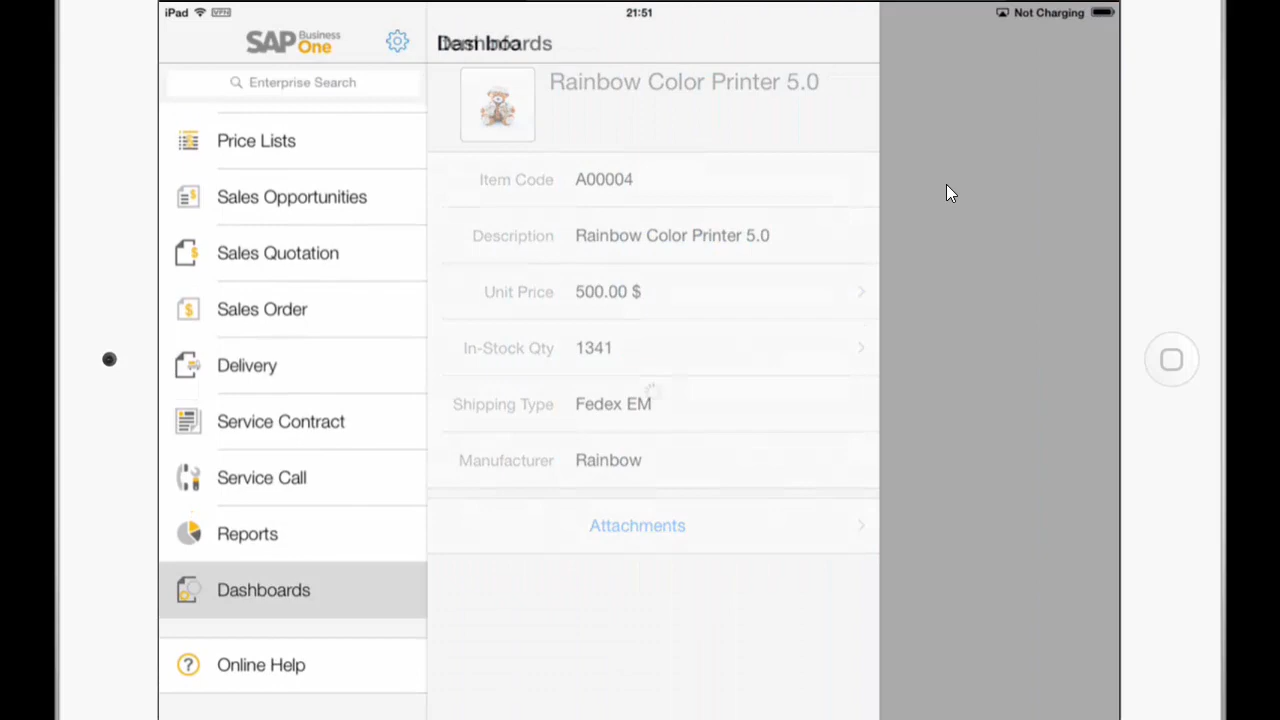 iPad VPN 21:51 Not Charging
SAP Business One
Dashboards
Enterprise Search
Rainbow Color Printer 5.0
Price Lists
Item Code A00004
Sales Opportunities
Description Rainbow Color Printer 5.0
Sales Quotation
Unit Price 500.00 $
Sales Order
In-Stock Qty 1341
Delivery
Shipping Type Fedex EM
Service Contract
Manufacturer Rainbow
Service Call
Attachments
Reports
Dashboards
? Online Help